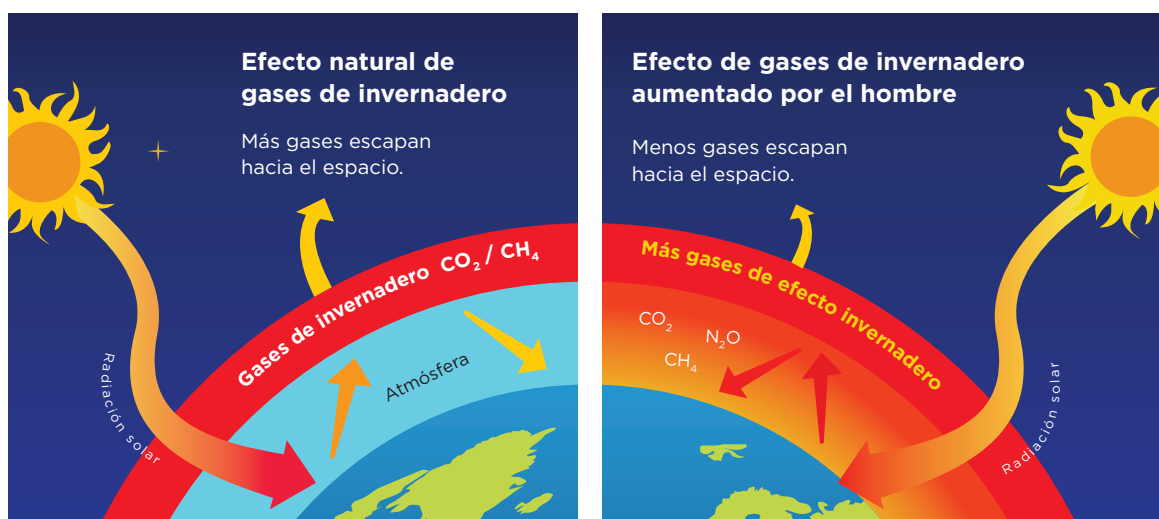 Efecto natural de
gases de invernadero
Más gases escapan
hacia el espacio.
Gases de invernadero CO₂ / CH₄
Atmósfera
Radiación solar
Efecto de gases de invernadero
aumentado por el hombre
Menos gases escapan
hacia el espacio.
Más gases de efecto invernadero
CO₂
N₂O
CH₄
Radiación solar